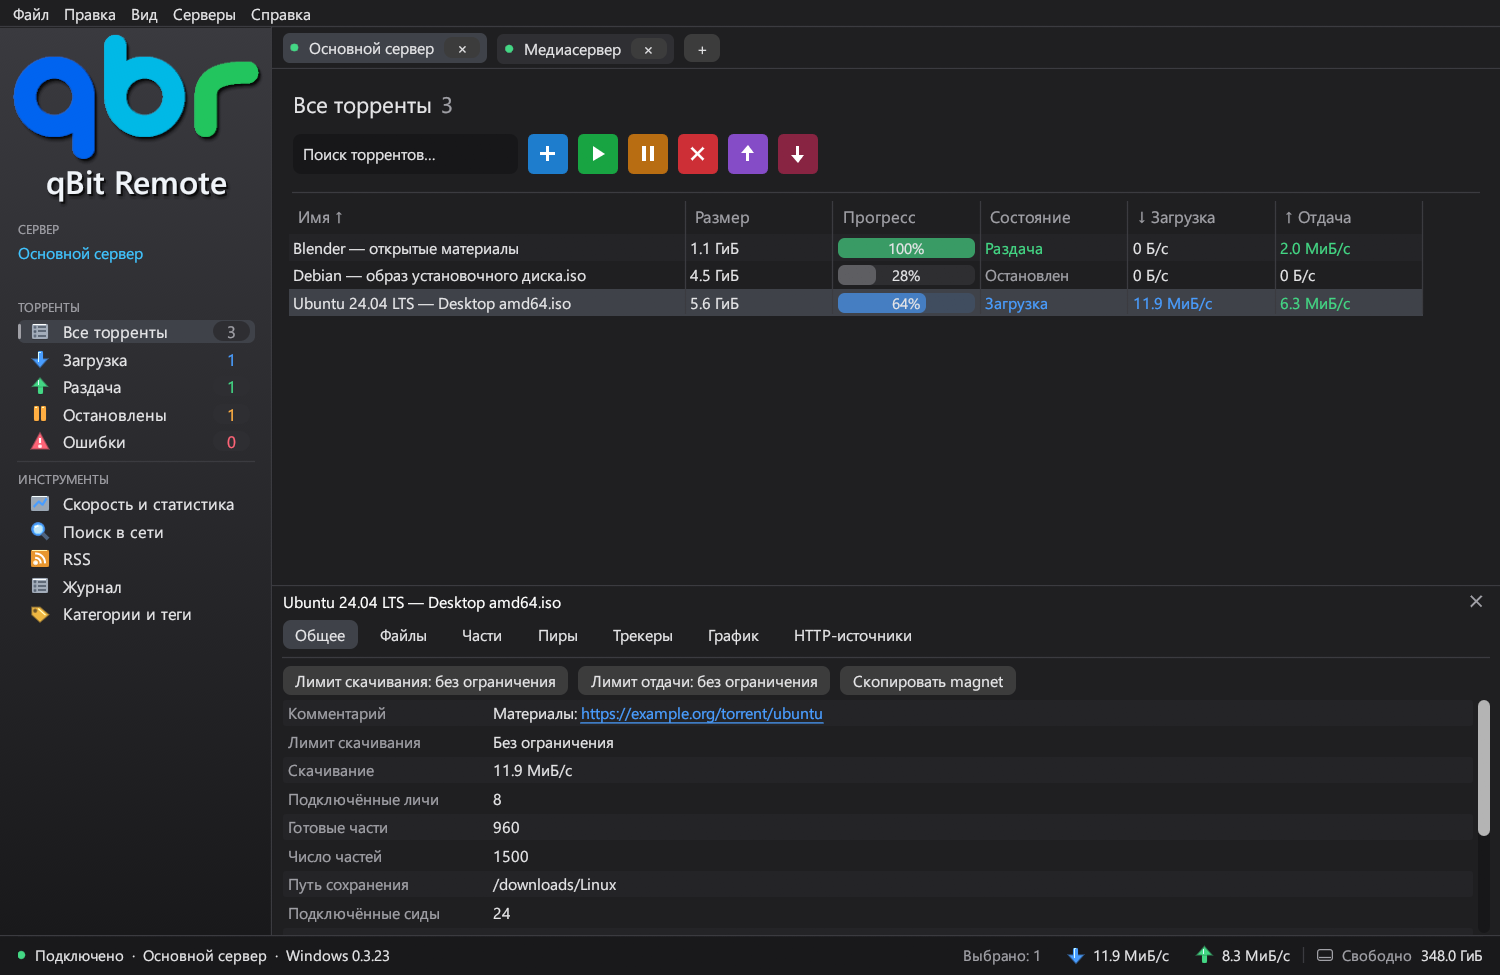 Файл Правка Вид Серверы Справка
qbr
qBit Remote
СЕРВЕР
Основной сервер
ТОРРЕНТЫ
Все торренты 3
Загрузка 1
Раздача 1
Остановлены 1
Ошибки 0
ИНСТРУМЕНТЫ
Скорость и статистика
Поиск в сети
RSS
Журнал
Категории и теги
Основной сервер × Медиасервер × +
Все торренты 3
Поиск торрентов...
Имя ↑ Размер Прогресс Состояние ↓ Загрузка ↑ Отдача
Blender — открытые материалы 1.1 ГиБ 100% Раздача 0 Б/с 2.0 МиБ/с
Debian — образ установочного диска.iso 4.5 ГиБ 28% Остановлен 0 Б/с 0 Б/с
Ubuntu 24.04 LTS — Desktop amd64.iso 5.6 ГиБ 64% Загрузка 11.9 МиБ/с 6.3 МиБ/с
Ubuntu 24.04 LTS — Desktop amd64.iso
Общее Файлы Части Пиры Трекеры График HTTP-источники
Лимит скачивания: без ограничения Лимит отдачи: без ограничения Скопировать magnet
Комментарий Материалы: https://example.org/torrent/ubuntu
Лимит скачивания Без ограничения
Скачивание 11.9 МиБ/с
Подключённые личи 8
Готовые части 960
Число частей 1500
Путь сохранения /downloads/Linux
Подключённые сиды 24
Подключено · Основной сервер · Windows 0.3.23 Выбрано: 1 11.9 МиБ/с 8.3 МиБ/с Свободно 348.0 ГиБ